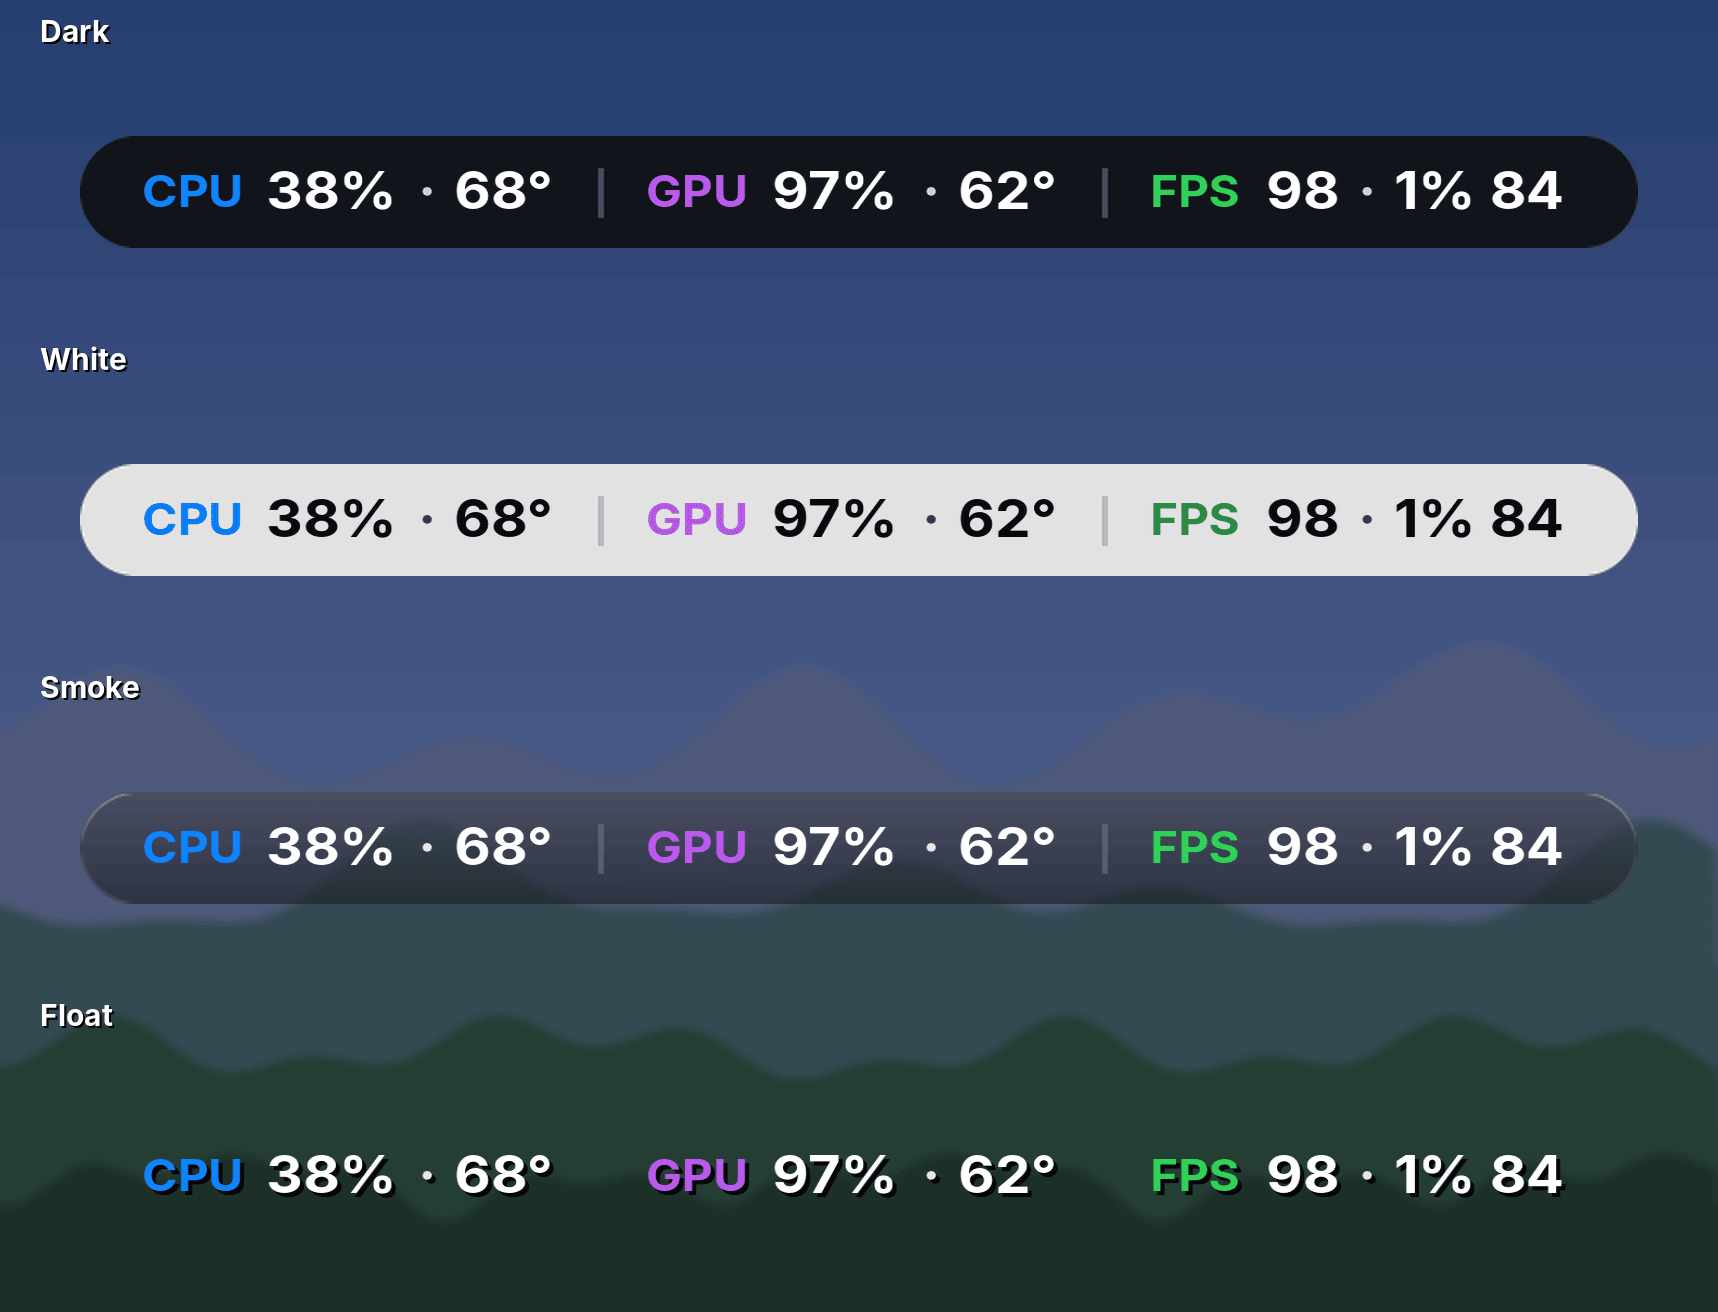 Dark
CPU 38% · 68° | GPU 97% · 62° | FPS 98 · 1% 84
White
CPU 38% · 68° | GPU 97% · 62° | FPS 98 · 1% 84
Smoke
CPU 38% · 68° | GPU 97% · 62° | FPS 98 · 1% 84
Float
CPU 38% · 68° GPU 97% · 62° FPS 98 · 1% 84